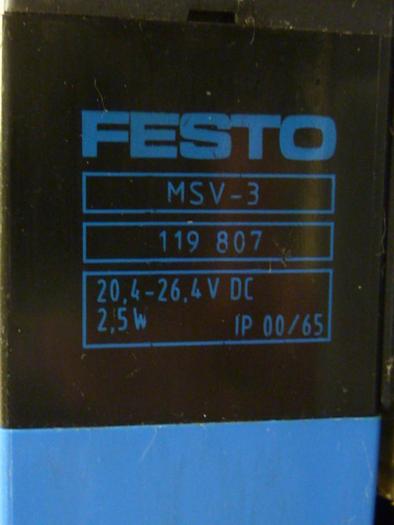 FESTO
MSV-3
119 807
20,4-26,4V DC
2,5W IP 00/65